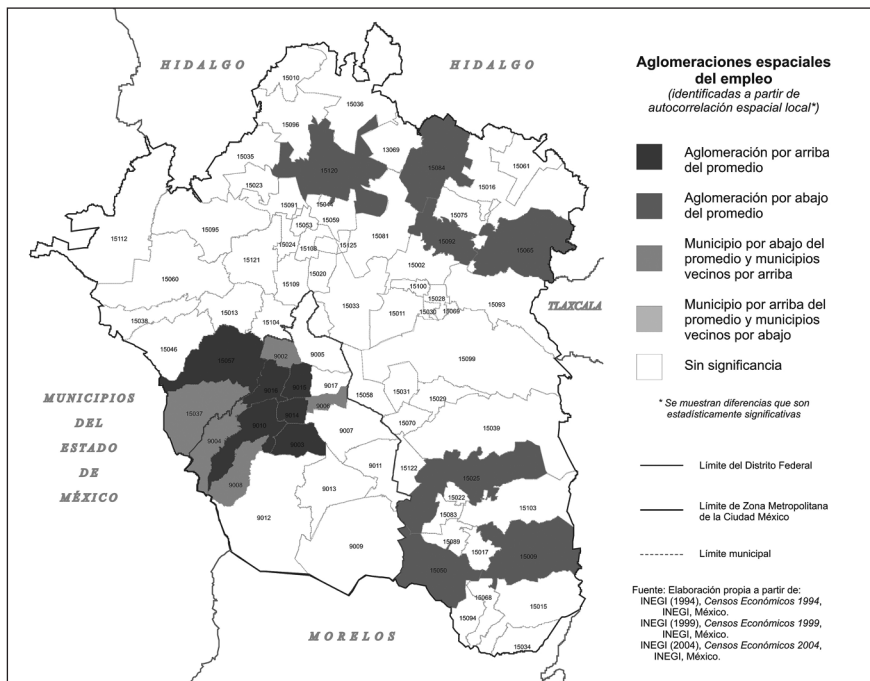 HIDALGO
HIDALGO
15010
15036
15096
13069
15035
15120
15084
15061
15023
15016
15091
15044
15059
15075
15053
15112
15095
15024
15108
15125
15081
15092
15065
15121
15002
15060
15020
15109
15100
15028
15033
15011
15030
15069
15093
TLAXCALA
15013
15038
15104
15046
9002
9005
15099
9017
15058
15031
15037
9016
9015
9006
15029
MUNICIPIOS
DEL
ESTADO
DE
MÉXICO
9004
9010
9014
9003
9007
15070
15039
9008
9011
15122
15025
9013
15022
15103
9012
15083
15089
15017
15009
9009
15050
15068
15015
15094
15034
MORELOS
Aglomeraciones espaciales
del empleo
(identificadas a partir de
autocorrelación espacial local*)
Aglomeración por arriba
del promedio
Aglomeración por abajo
del promedio
Municipio por abajo del
promedio y municipios
vecinos por arriba
Municipio por arriba del
promedio y municipios
vecinos por abajo
Sin significancia
* Se muestran diferencias que son
estadísticamente significativas
Límite del Distrito Federal
Límite de Zona Metropolitana
de la Ciudad México
Límite municipal
Fuente: Elaboración propia a partir de:
INEGI (1994), Censos Económicos 1994,
INEGI, México.
INEGI (1999), Censos Económicos 1999,
INEGI, México.
INEGI (2004), Censos Económicos 2004,
INEGI, México.